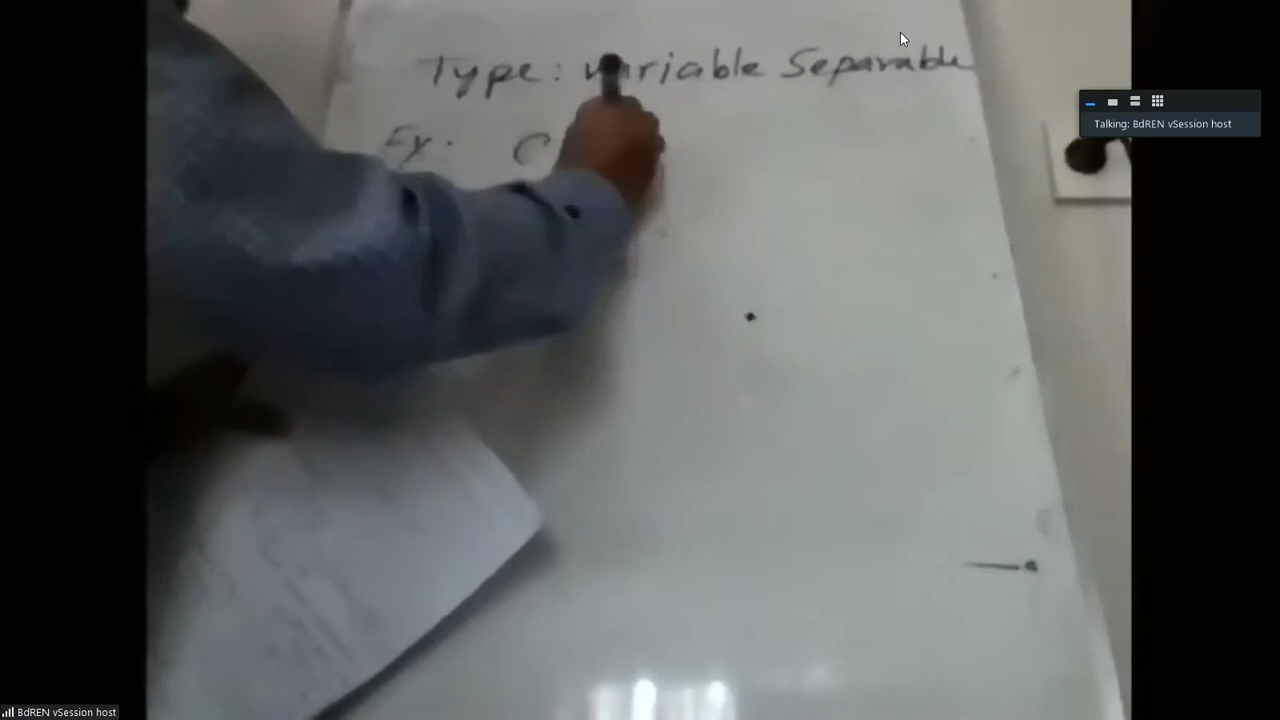 Type: variable Separable
Ex. C
Talking: BdREN vSession host
BdREN vSession host